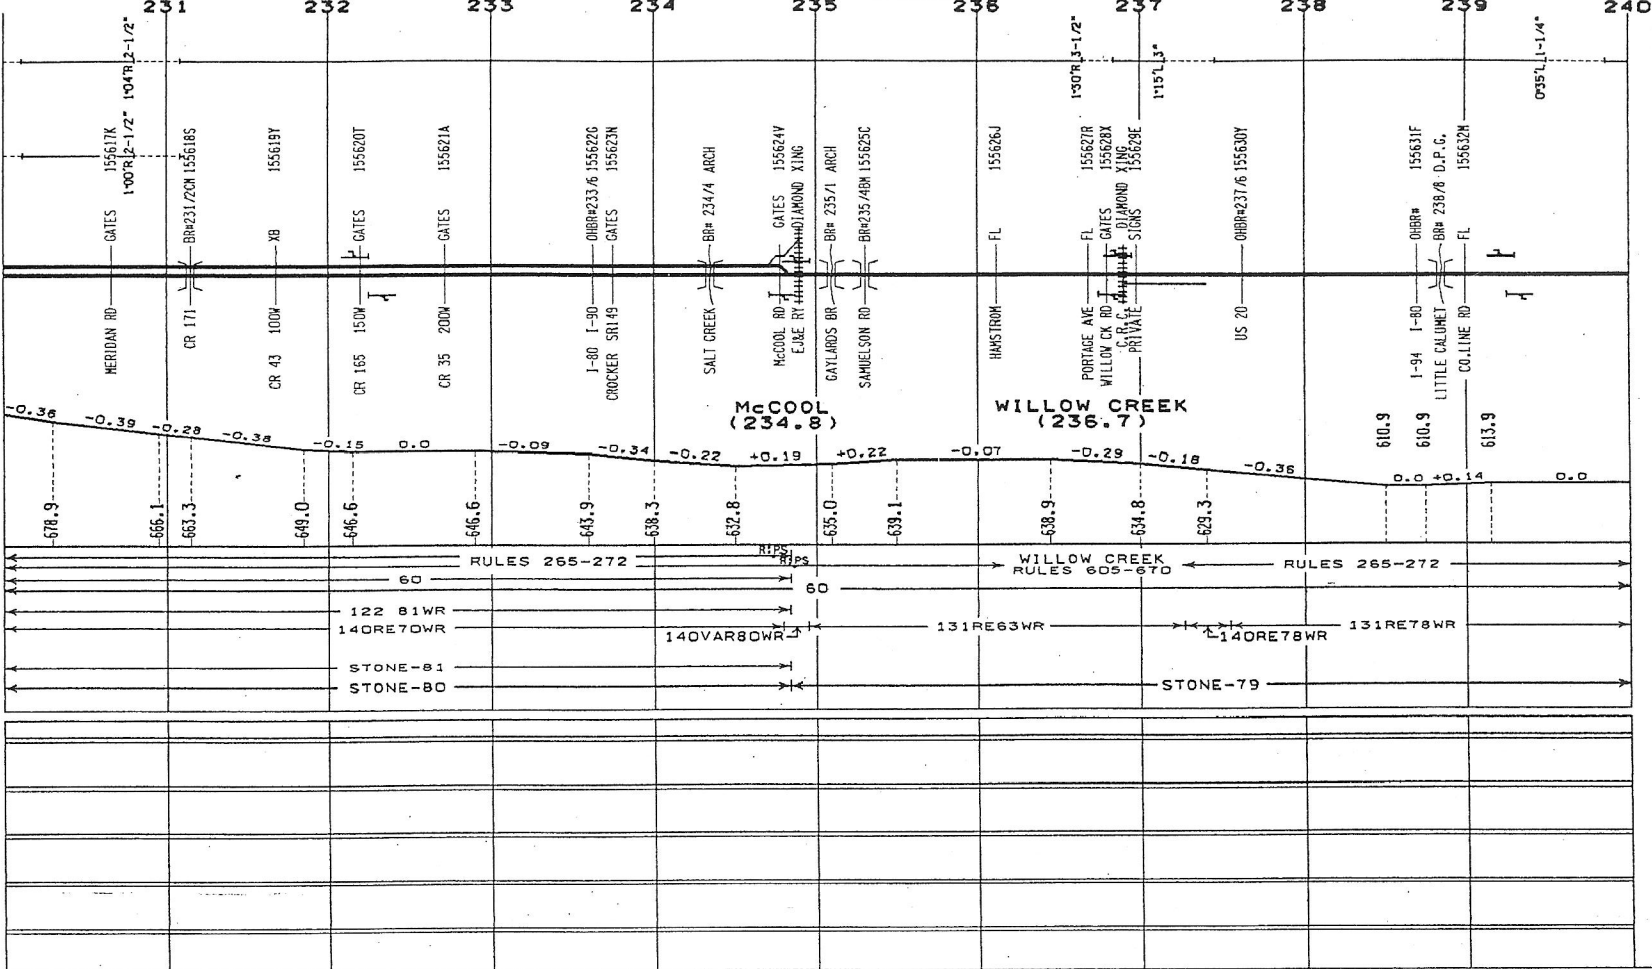 231 232 233 234 235 236 237 238 239 240
1°04'R 2-1/2"
1°30'R 3-1/2"
1°15'L 3"
0°35'L 1-1/4"
1°00'R 2-1/2"
GATES 155617K
BR#231/2CM 155618S
XB 155619Y
GATES 155620T
GATES 155621A
OHBR#233/6 155622G
155623N
BR# 234/4 ARCH
GATES 155624V
DIAMOND XING
BR# 235/1 ARCH
BR#235/4BM 155625C
FL 155626J
FL 155627R
GATES 155628X
DIAMOND XING
SIGNS 155629E
OHBR#237/6 155630Y
OHBR# 155631F
BR# 238/8 D.P.G.
FL 155632M
MERIDAN RD
CR 171
CR 43 100W
CR 165 150W
CR 35 200W
I-80 I-90
CROCKER SR149
SALT CREEK
McCOOL RD
EJ&E RY
GAYLARDS BR
SAMUELSON RD
HAMSTROM
PORTAGE AVE
WILLOW CK RD
C.R.C.
PRIVATE
US 20
I-94 I-80
LITTLE CALUMET
CO.LINE RD
McCOOL
(234.8)
WILLOW CREEK
(236.7)
-0.36 -0.39 -0.28 -0.38 -0.15 0.0 -0.09 -0.34 -0.22 +0.19 +0.22 -0.07 -0.29 -0.18 -0.36 0.0 +0.14 0.0
610.9 610.9 613.9
678.9 666.1 663.3 649.0 646.6 646.6 643.9 638.3 632.8 635.0 639.1 638.9 634.8 629.3
R:PS
RULES 265-272
R:PS
WILLOW CREEK
RULES 605-670
RULES 265-272
60
60
122 81WR
140RE70WR
140VAR80WR
131RE63WR
140RE78WR
131RE78WR
STONE-81
STONE-80
STONE-79